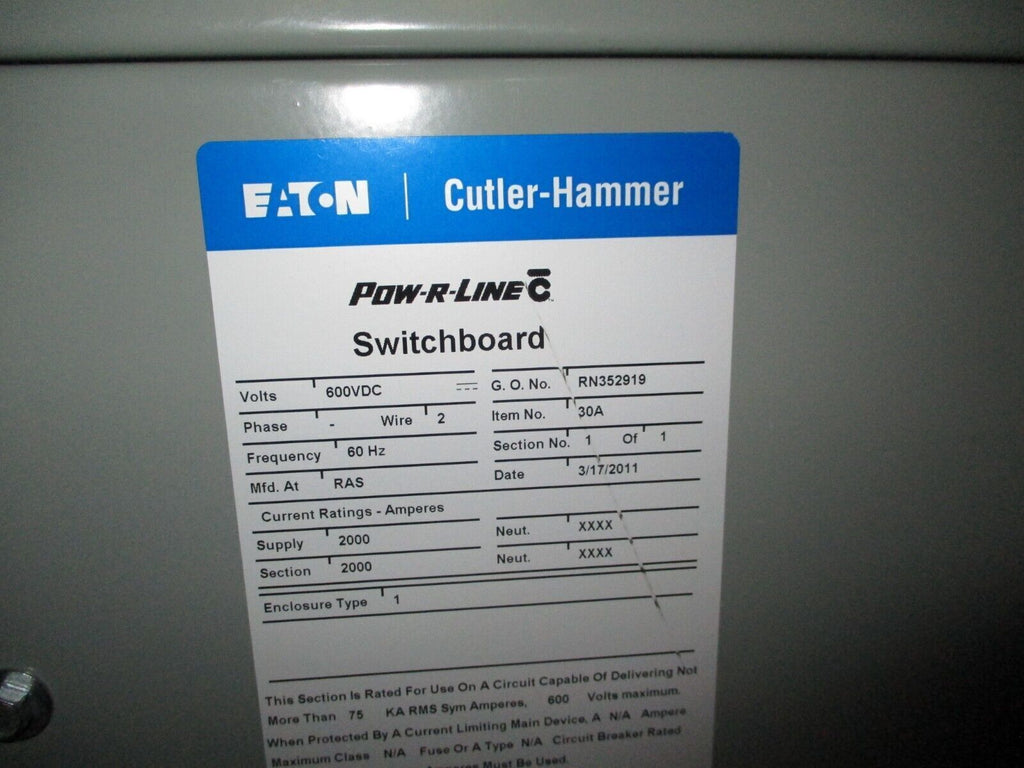 EATON | Cutler-Hammer
POW-R-LINE C
Switchboard
Volts 600VDC G. O. No. RN352919
Phase - Wire 2 Item No. 30A
Frequency 60 Hz Section No. 1 Of 1
Mfd. At RAS Date 3/17/2011
Current Ratings - Amperes
Supply 2000 Neut. XXXX
Section 2000 Neut. XXXX
Enclosure Type 1
This Section Is Rated For Use On A Circuit Capable Of Delivering Not
More Than 75 KA RMS Sym Amperes, 600 Volts maximum.
When Protected By A Current Limiting Main Device, A N/A Ampere
Maximum Class N/A Fuse Or A Type N/A Circuit Breaker Rated
Amperes Must Be Used.